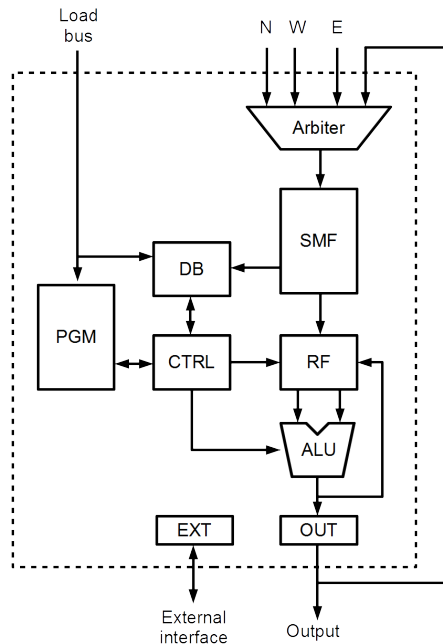 Load
bus
N W E
Arbiter
SMF
DB
PGM
CTRL
RF
ALU
EXT
OUT
External
interface
Output